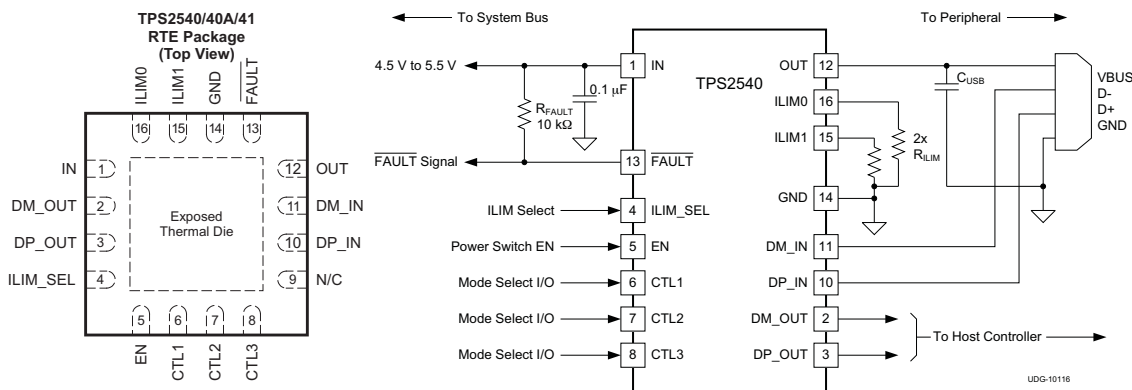 TPS2540/40A/41
RTE Package
(Top View)
ILIM0
ILIM1
GND
FAULT
16
15
14
13
IN
1
DM_OUT
2
DP_OUT
3
ILIM_SEL
4
Exposed
Thermal Die
12
OUT
11
DM_IN
10
DP_IN
9
N/C
5
6
7
8
EN
CTL1
CTL2
CTL3
To System Bus
To Peripheral
4.5 V to 5.5 V
1
IN
TPS2540
OUT
12
0.1 µF
RFAULT
10 kΩ
CUSB
VBUS
D-
D+
GND
ILIM0
16
ILIM1
15
2x
RILIM
FAULT Signal
13
FAULT
GND
14
ILIM Select
4
ILIM_SEL
Power Switch EN
5
EN
DM_IN
11
Mode Select I/O
6
CTL1
DP_IN
10
Mode Select I/O
7
CTL2
DM_OUT
2
Mode Select I/O
8
CTL3
DP_OUT
3
To Host Controller
UDG-10116